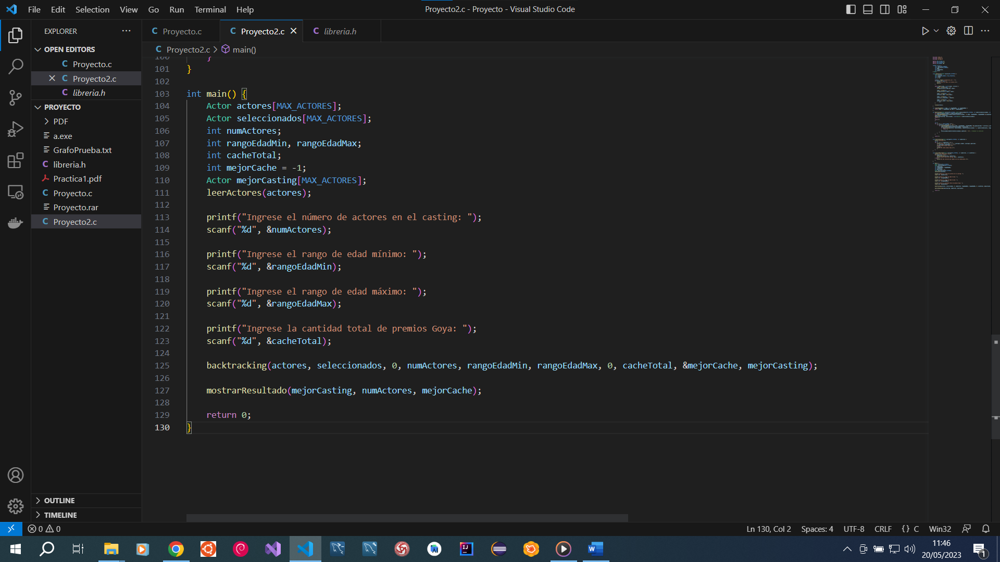 File Edit Selection View Go Run Terminal Help
Proyecto2.c - Proyecto - Visual Studio Code
EXPLORER
OPEN EDITORS
C Proyecto.c
C Proyecto2.c
C libreria.h
PROYECTO
PDF
a.exe
GrafoPrueba.txt
C libreria.h
Practica1.pdf
C Proyecto.c
Proyecto.rar
C Proyecto2.c
OUTLINE
TIMELINE
C Proyecto.c
C Proyecto2.c
C libreria.h
C Proyecto2.c > main()
100 }
101 }
102
103 int main() {
104 Actor actores[MAX_ACTORES];
105 Actor seleccionados[MAX_ACTORES];
106 int numActores;
107 int rangoEdadMin, rangoEdadMax;
108 int cacheTotal;
109 int mejorCache = -1;
110 Actor mejorCasting[MAX_ACTORES];
111 leerActores(actores);
112
113 printf("Ingrese el número de actores en el casting: ");
114 scanf("%d", &numActores);
115
116 printf("Ingrese el rango de edad mínimo: ");
117 scanf("%d", &rangoEdadMin);
118
119 printf("Ingrese el rango de edad máximo: ");
120 scanf("%d", &rangoEdadMax);
121
122 printf("Ingrese la cantidad total de premios Goya: ");
123 scanf("%d", &cacheTotal);
124
125 backtracking(actores, seleccionados, 0, numActores, rangoEdadMin, rangoEdadMax, 0, cacheTotal, &mejorCache, mejorCasting);
126
127 mostrarResultado(mejorCasting, numActores, mejorCache);
128
129 return 0;
130 }
0 0
Ln 130, Col 2 Spaces: 4 UTF-8 CRLF {} C Win32
11:46
20/05/2023
1